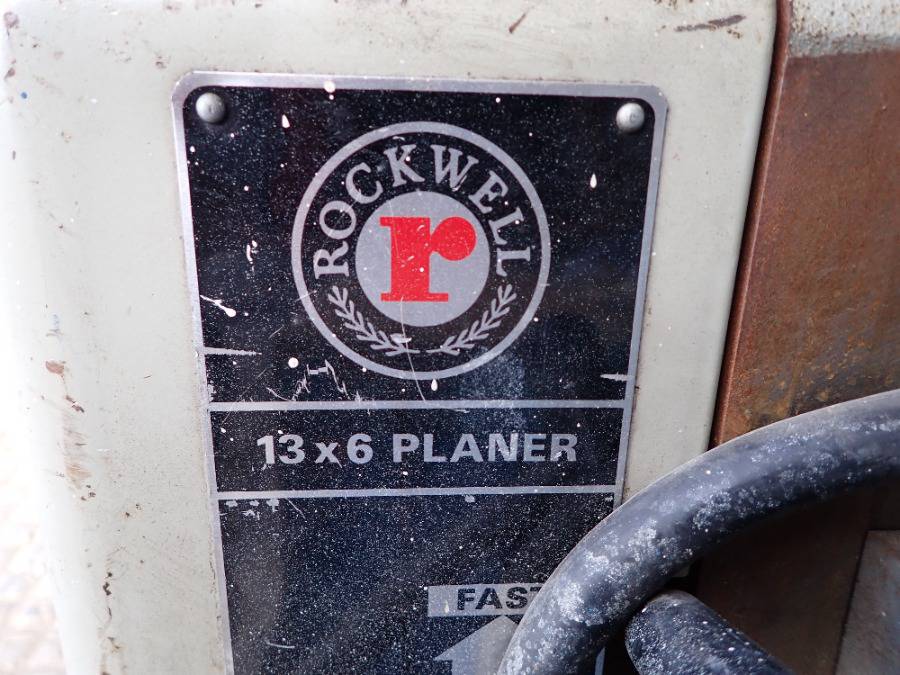 ROCKWELL
r
13 x 6 PLANER
FAST